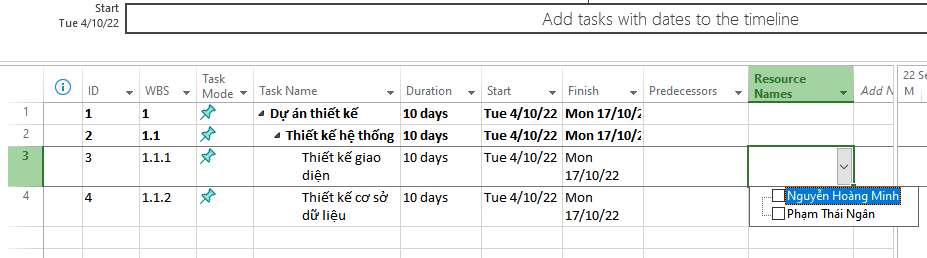 Start
Tue 4/10/22
Add tasks with dates to the timeline
ID WBS Task Mode Task Name Duration Start Finish Predecessors Resource Names Add N
22 Se
M
1 1 1 Dự án thiết kế 10 days Tue 4/10/22 Mon 17/10/2
2 2 1.1 Thiết kế hệ thống 10 days Tue 4/10/22 Mon 17/10/2
3 3 1.1.1 Thiết kế giao diện 10 days Tue 4/10/22 Mon 17/10/22
Nguyễn Hoàng Minh
Phạm Thái Ngân
4 4 1.1.2 Thiết kế cơ sở dữ liệu 10 days Tue 4/10/22 Mon 17/10/22